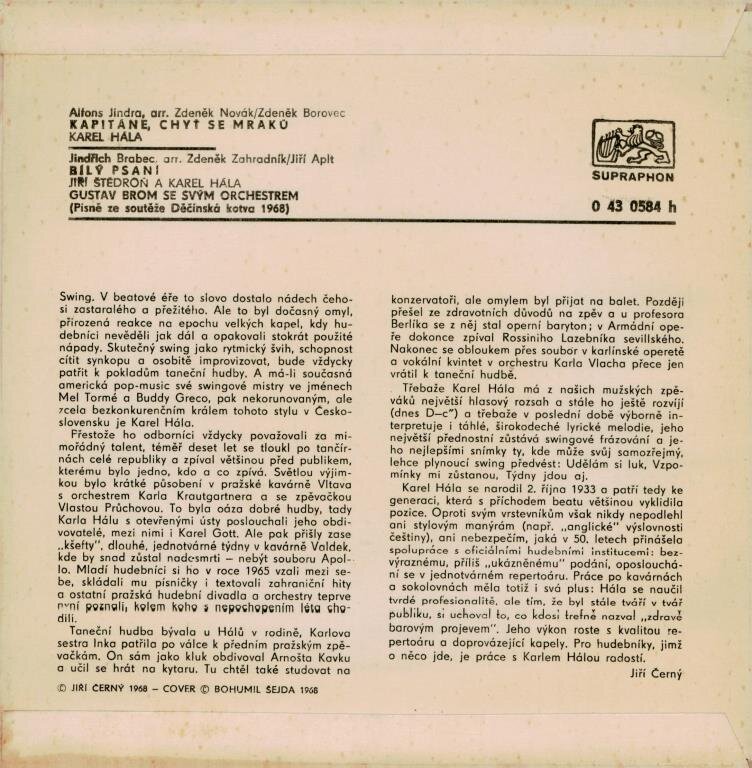 Alfons Jindra, arr. Zdeněk Novák/Zdeněk Borovec
KAPITÁNE, CHYŤ SE MRAKŮ
KAREL HÁLA
Jindřich Brabec, arr. Zdeněk Zahradník/Jiří Aplt
BÍLÝ PSANÍ
JIŘÍ ŠTĚDROŇ A KAREL HÁLA
GUSTAV BROM SE SVÝM ORCHESTREM
(Písně ze soutěže Děčínská kotva 1968)
SUPRAPHON
0 43 0584 h
Swing. V beatové éře to slovo dostalo nádech čeho-
si zastaralého a přežitého. Ale to byl dočasný omyl,
přirozená reakce na epochu velkých kapel, kdy hu-
debníci nevěděli jak dál a opakovali stokrát použité
nápady. Skutečný swing jako rytmický švih, schopnost
cítit synkopu a osobitě improvizovat, bude vždycky
patřit k pokladům taneční hudby. A má-li současná
americká pop-music své swingové mistry ve jménech
Mel Tormé a Buddy Greco, pak nekorunovaným, ale
zcela bezkonkurenčním králem tohoto stylu v Česko-
slovensku je Karel Hála.
Přestože ho odborníci vždycky považovali za mi-
mořádný talent, téměř deset let se tloukl po tančír-
nách celé republiky a zpíval většinou před publikem,
kterému bylo jedno, kdo a co zpívá. Světlou výjim-
kou bylo krátké působení v pražské kavárně Vltava
s orchestrem Karla Krautgartnera a se zpěvačkou
Vlastou Průchovou. To byla oáza dobré hudby, tady
Karla Hálu s otevřenými ústy poslouchali jeho obdi-
vovatelé, mezi nimi i Karel Gott. Ale pak přišly zase
„kšefty", dlouhé, jednotvárné týdny v kavárně Valdek,
kde by snad zůstal nadosmrti – nebýt souboru Apol-
lo. Mladí hudebníci si ho v roce 1965 vzali mezi se-
be, skládali mu písničky i textovali zahraniční hity
a ostatní pražská hudební divadla a orchestry teprve
nyní poznali, kolem koho s nepochopením léta cho-
dili.
Taneční hudba bývala u Hálů v rodině, Karlova
sestra Inka patřila po válce k předním pražským zpě-
vačkám. On sám jako kluk obdivoval Arnošta Kavku
a učil se hrát na kytaru. Tu chtěl také studovat na
© JIŘÍ ČERNÝ 1968 – COVER © BOHUMIL ŠEJDA 1968
konzervatoři, ale omylem byl přijat na balet. Později
přešel ze zdravotních důvodů na zpěv a u profesora
Berlíka se z něj stal operní baryton; v Armádní ope-
ře dokonce zpíval Rossiniho Lazebníka sevillského.
Nakonec se obloukem přes soubor v karlínské operetě
a vokální kvintet v orchestru Karla Vlacha přece jen
vrátil k taneční hudbě.
Třebaže Karel Hála má z našich mužských zpě-
váků největší hlasový rozsah a stále ho ještě rozvíjí
(dnes D–c") a třebaže v poslední době výborně in-
terpretuje i táhlé, širokodeché lyrické melodie, jeho
největší předností zůstává swingové frázování a je-
ho nejlepšími snímky ty, kde může svůj samozřejmý,
lehce plynoucí swing předvést: Udělám si luk, Vzpo-
mínky mi zůstanou, Týdny jdou aj.
Karel Hála se narodil 2. října 1933 a patří tedy ke
generaci, která s příchodem beatu většinou vyklidila
pozice. Oproti svým vrstevníkům však nikdy nepodlehl
ani stylovým manýrám (např. „anglické" výslovnosti
češtiny), ani nebezpečím, jaká v 50. letech přinášela
spolupráce s oficiálními hudebními institucemi: bez-
výraznému, příliš „ukázněnému" podání, oposlouchá-
ní se v jednotvárném repertoáru. Práce po kavárnách
a sokolovnách měla totiž i svá plus: Hála se naučil
tvrdé profesionalitě, ale tím, že byl stále tváří v tvář
publiku, si uchoval to, co kdosi trefně nazval „zdravě
barovým projevem". Jeho výkon roste s kvalitou re-
pertoáru a doprovázející kapely. Pro hudebníky, jimž
o něco jde, je práce s Karlem Hálou radostí.
Jiří Černý